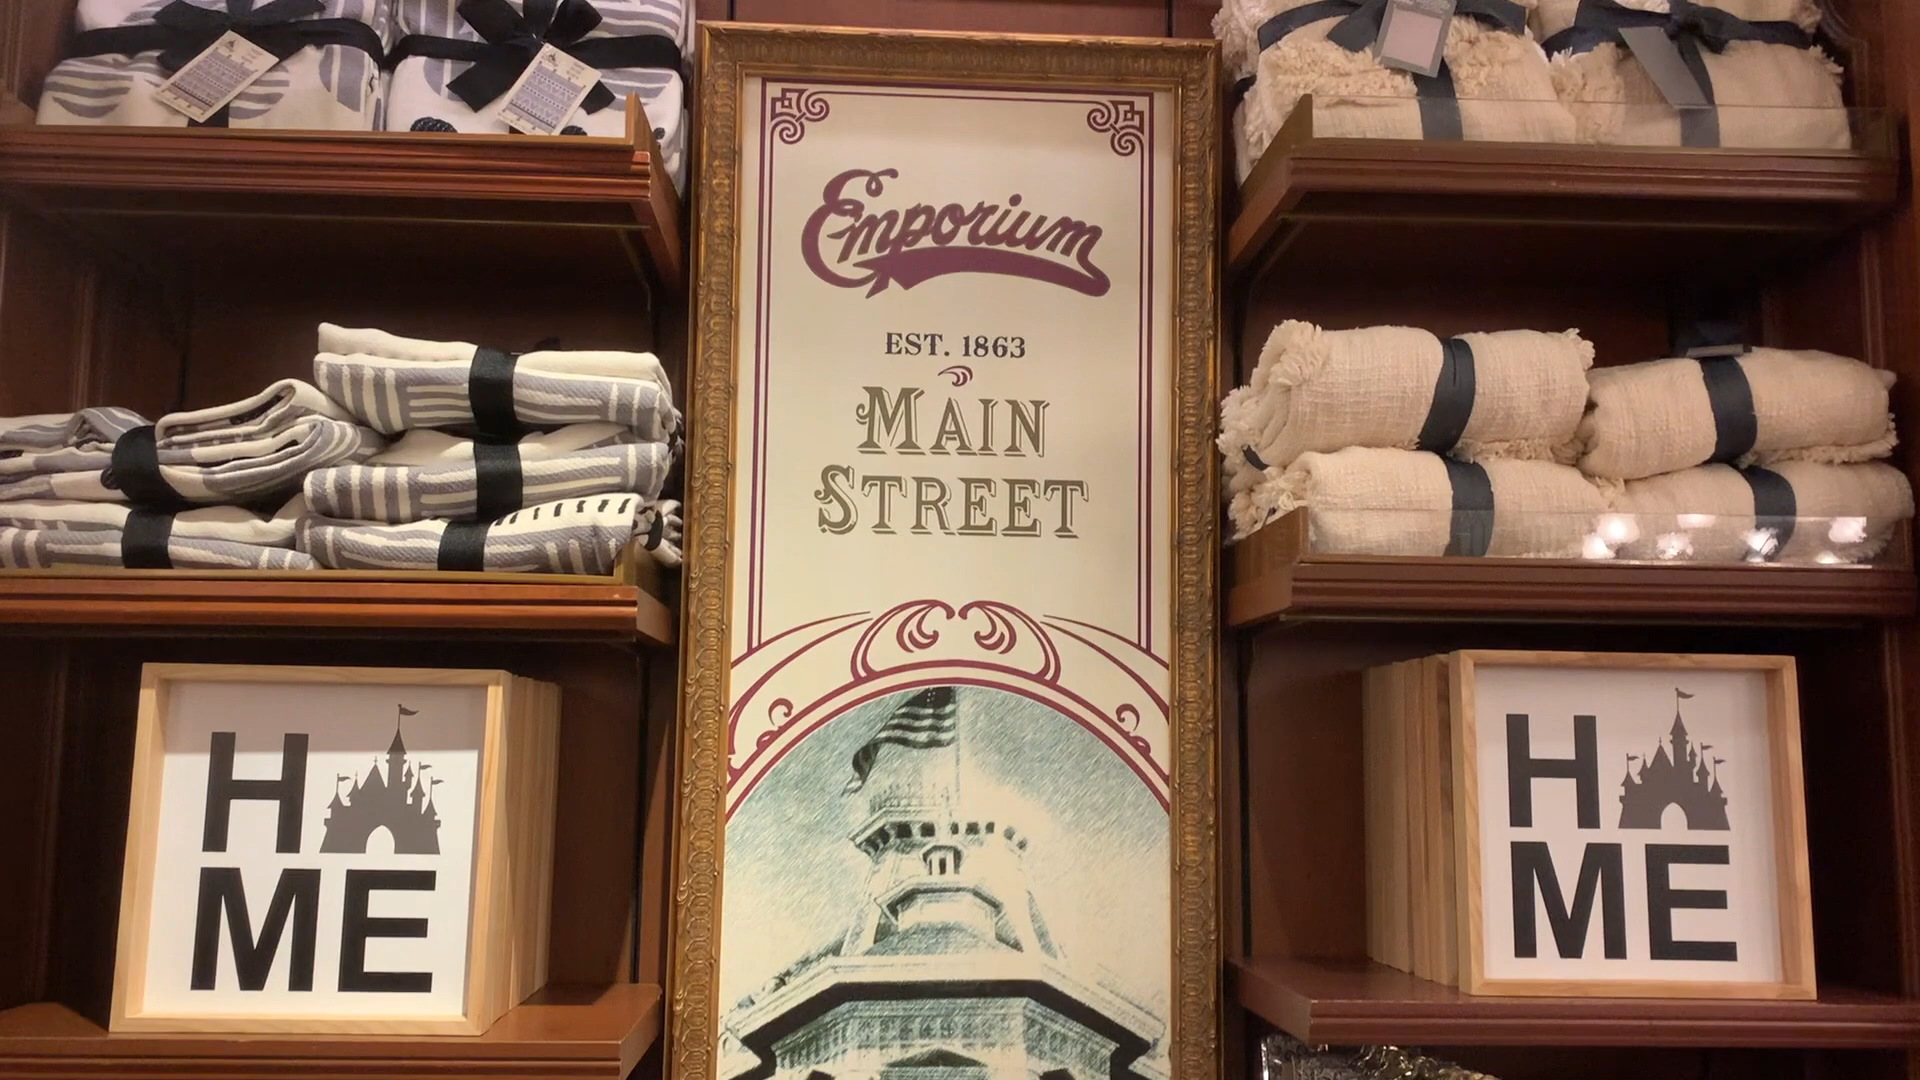 Emporium
EST. 1863
MAIN
STREET
H
ME
H
ME